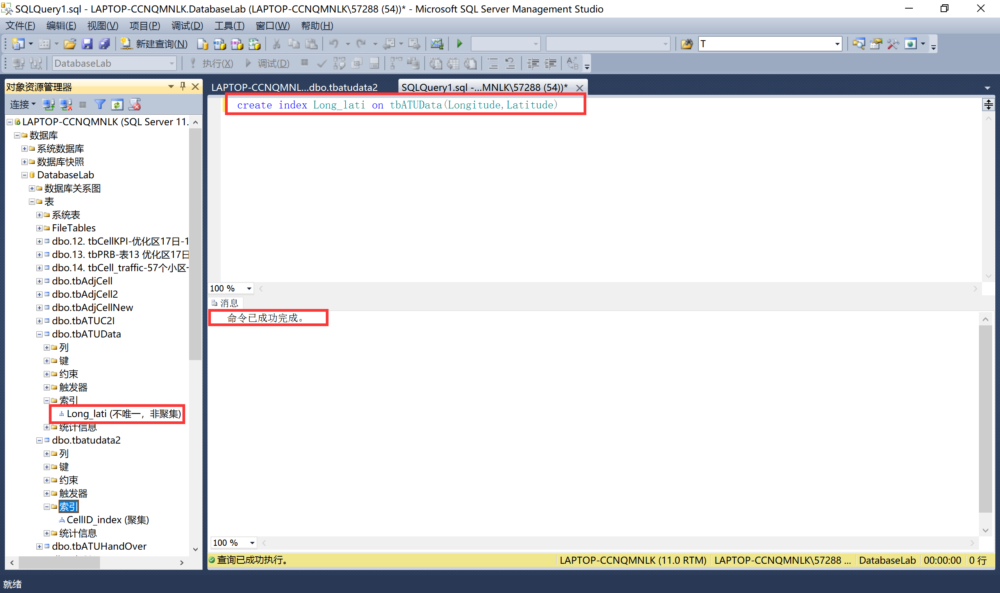 SQLQuery1.sql - LAPTOP-CCNQMNLK.DatabaseLab (LAPTOP-CCNQMNLK\57288 (54))* - Microsoft SQL Server Management Studio
文件(F) 编辑(E) 视图(V) 项目(P) 调试(D) 工具(T) 窗口(W) 帮助(H)
新建查询(N) T
DatabaseLab 执行(X) 调试(D)
对象资源管理器
连接
LAPTOP-CCNQMNLK (SQL Server 11.
数据库
系统数据库
数据库快照
DatabaseLab
数据库关系图
表
系统表
FileTables
dbo.12. tbCellKPI-优化区17日-1
dbo.13. tbPRB-表13 优化区17日
dbo.14. tbCell_traffic-57个小区-
dbo.tbAdjCell
dbo.tbAdjCell2
dbo.tbAdjCellNew
dbo.tbATUC2I
dbo.tbATUData
列
键
约束
触发器
索引
Long_lati (不唯一，非聚集)
统计信息
dbo.tbatudata2
列
键
约束
触发器
索引
CellID_index (聚集)
统计信息
dbo.tbATUHandOver
LAPTOP-CCNQMNL...dbo.tbatudata2 SQLQuery1.sql -...MNLK\57288 (54))*
create index Long_lati on tbATUData(Longitude,Latitude)
100 %
消息
命令已成功完成。
100 %
查询已成功执行。 LAPTOP-CCNQMNLK (11.0 RTM) LAPTOP-CCNQMNLK\57288 ... DatabaseLab 00:00:00 0 行
就绪